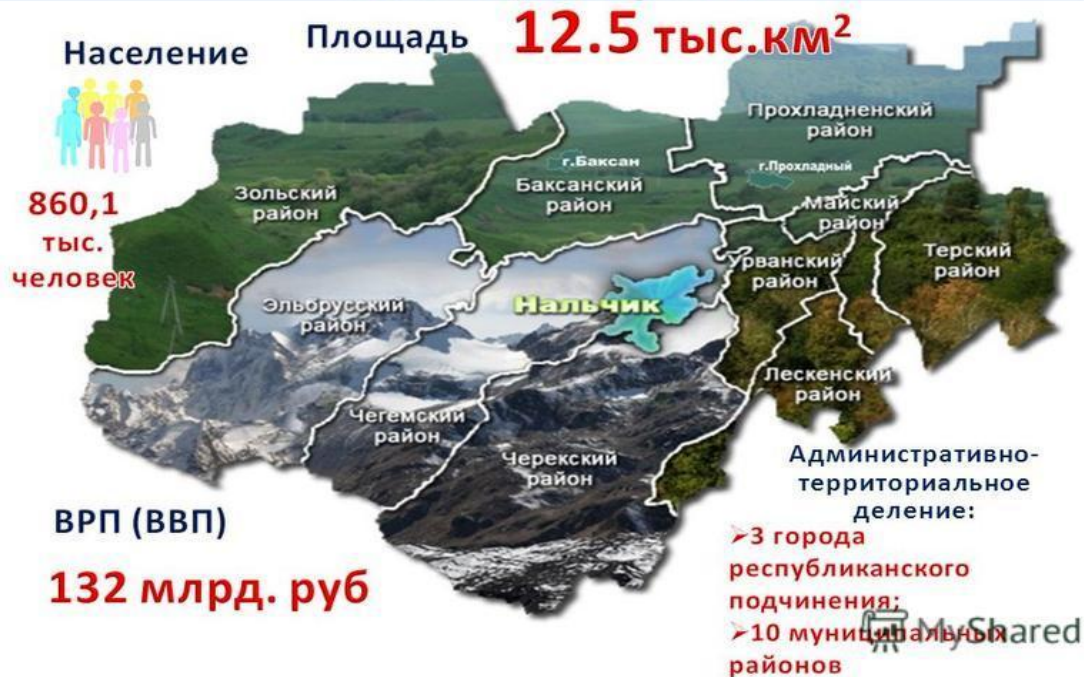 Население
Площадь 12.5 тыс.км²
860,1
тыс.
человек
Прохладненский
район
г.Баксан
г.Прохладный
Зольский
район
Баксанский
район
Майский
район
Урванский
район
Терский
район
Эльбрусский
район
Нальчик
Лескенский
район
Чегемский
район
Черекский
район
ВРП (ВВП)
132 млрд. руб
Административно-
территориальное
деление:
➢3 города
республиканского
подчинения;
➢10 муниципальных
районов
MyShared